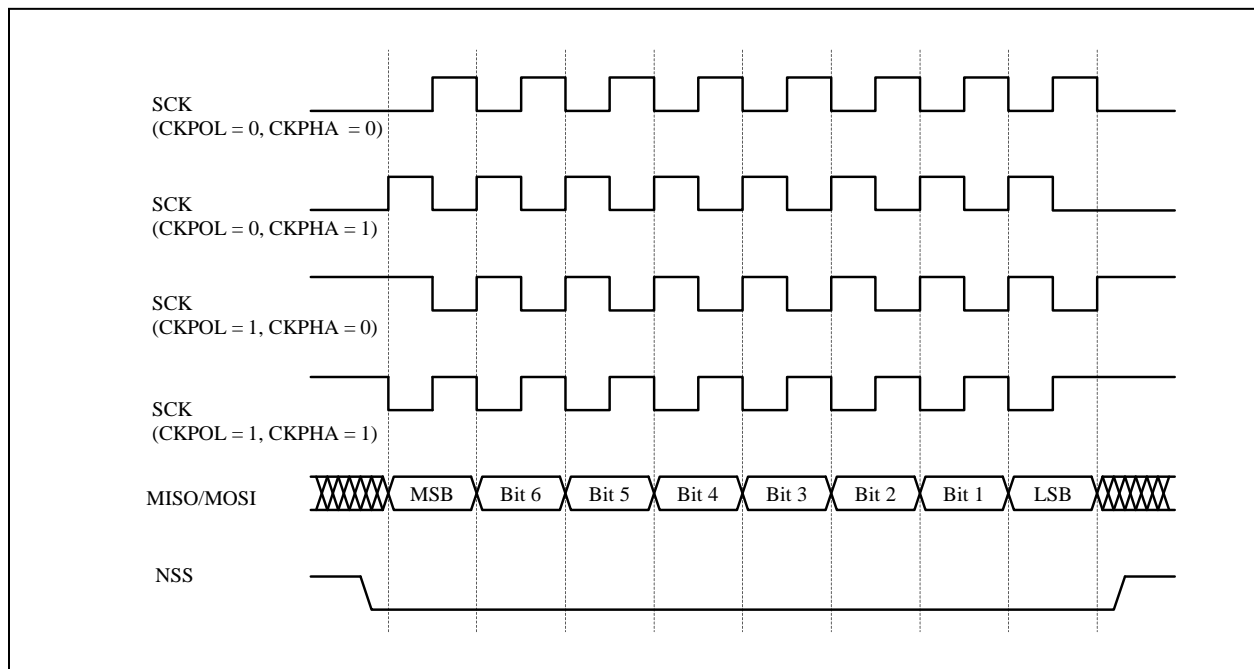 SCK
(CKPOL = 0, CKPHA = 0)
SCK
(CKPOL = 0, CKPHA = 1)
SCK
(CKPOL = 1, CKPHA = 0)
SCK
(CKPOL = 1, CKPHA = 1)
MISO/MOSI MSB Bit 6 Bit 5 Bit 4 Bit 3 Bit 2 Bit 1 LSB
NSS